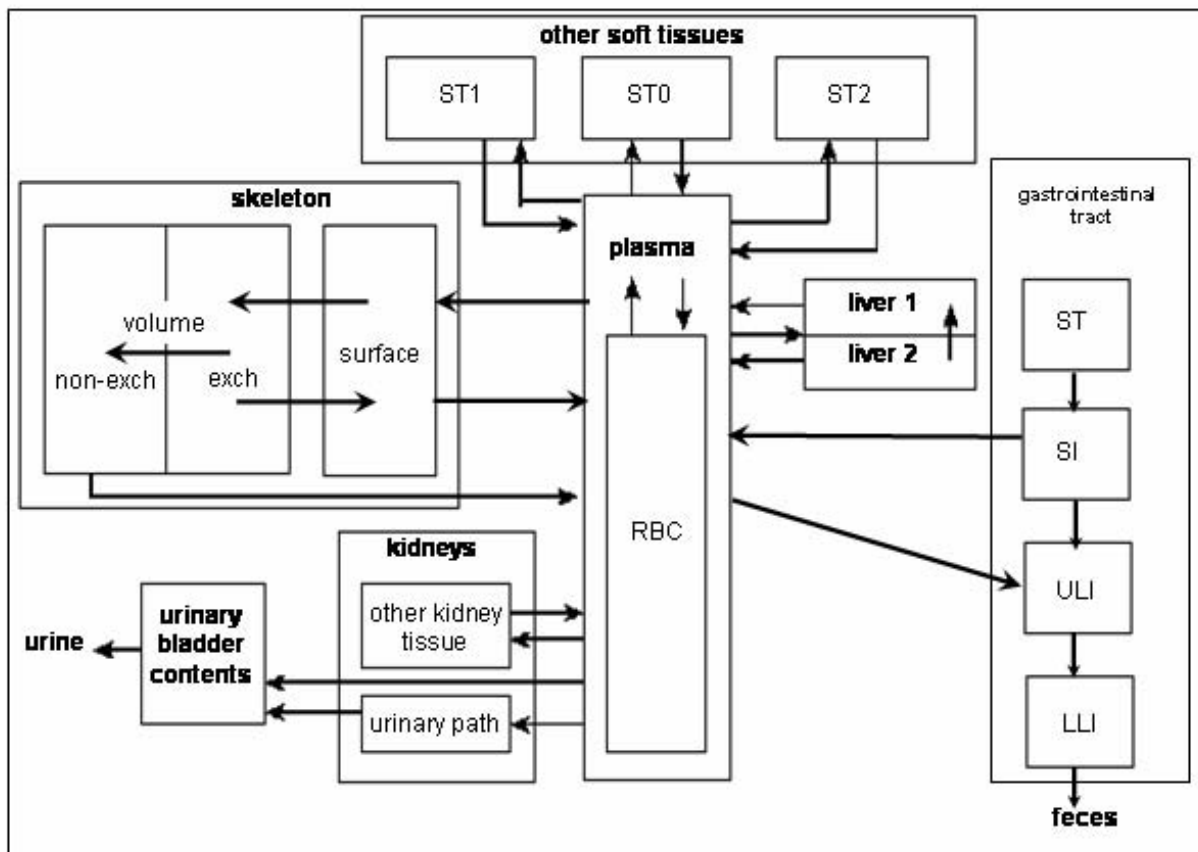 other soft tissues
ST1
ST0
ST2
skeleton
plasma
gastrointestinal
tract
volume
non-exch
exch
surface
liver 1
liver 2
ST
SI
RBC
kidneys
other kidney
tissue
urinary path
urinary
bladder
contents
urine
ULI
LLI
feces